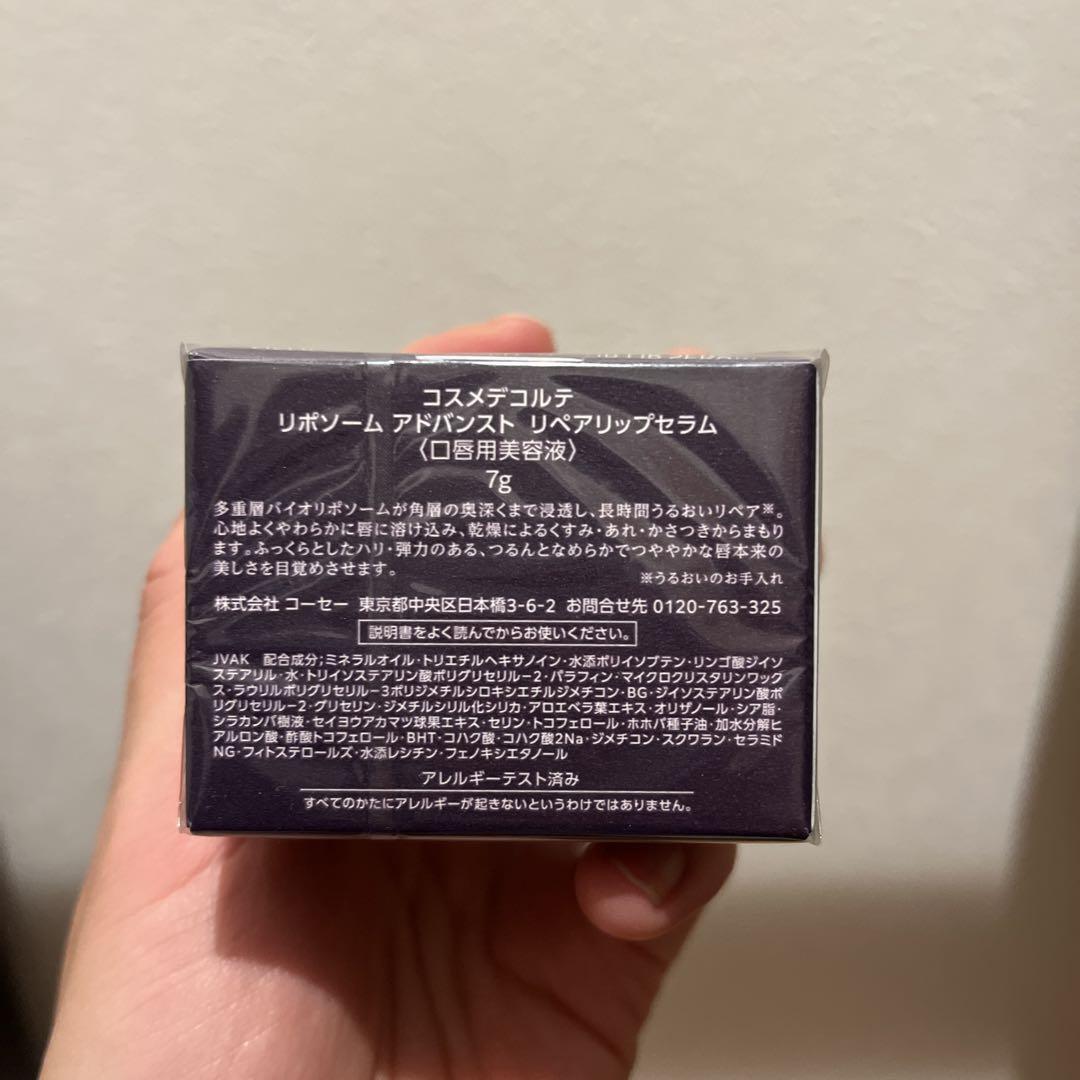 コスメデコルテ
リポソーム アドバンスト リペアリップセラム
〈口唇用美容液〉
7g
多重層バイオリポソームが角層の奥深くまで浸透し、長時間うるおいリペア※。
心地よくやわらかに唇に溶け込み、乾燥によるくすみ・あれ・かさつきからまもり
ます。ふっくらとしたハリ・弾力のある、つるんとなめらかでつややかな唇本来の
美しさを目覚めさせます。
※うるおいのお手入れ
株式会社 コーセー 東京都中央区日本橋3-6-2 お問合せ先 0120-763-325
説明書をよく読んでからお使いください。
JVAK 配合成分;ミネラルオイル・トリエチルヘキサノイン・水添ポリイソブテン・リンゴ酸ジイソ
ステアリル・水・トリイソステアリン酸ポリグリセリル-2・パラフィン・マイクロクリスタリンワック
ス・ラウリルポリグリセリル-3ポリジメチルシロキシエチルジメチコン・BG・ジイソステアリン酸ポ
リグリセリル-2・グリセリン・ジメチルシリル化シリカ・アロエベラ葉エキス・オリザノール・シア脂・
シラカンバ樹液・セイヨウアカマツ球果エキス・セリン・トコフェロール・ホホバ種子油・加水分解ヒ
アルロン酸・酢酸トコフェロール・BHT・コハク酸・コハク酸2Na・ジメチコン・スクワラン・セラミド
NG・フィトステロールズ・水添レシチン・フェノキシエタノール
アレルギーテスト済み
すべてのかたにアレルギーが起きないというわけではありません。